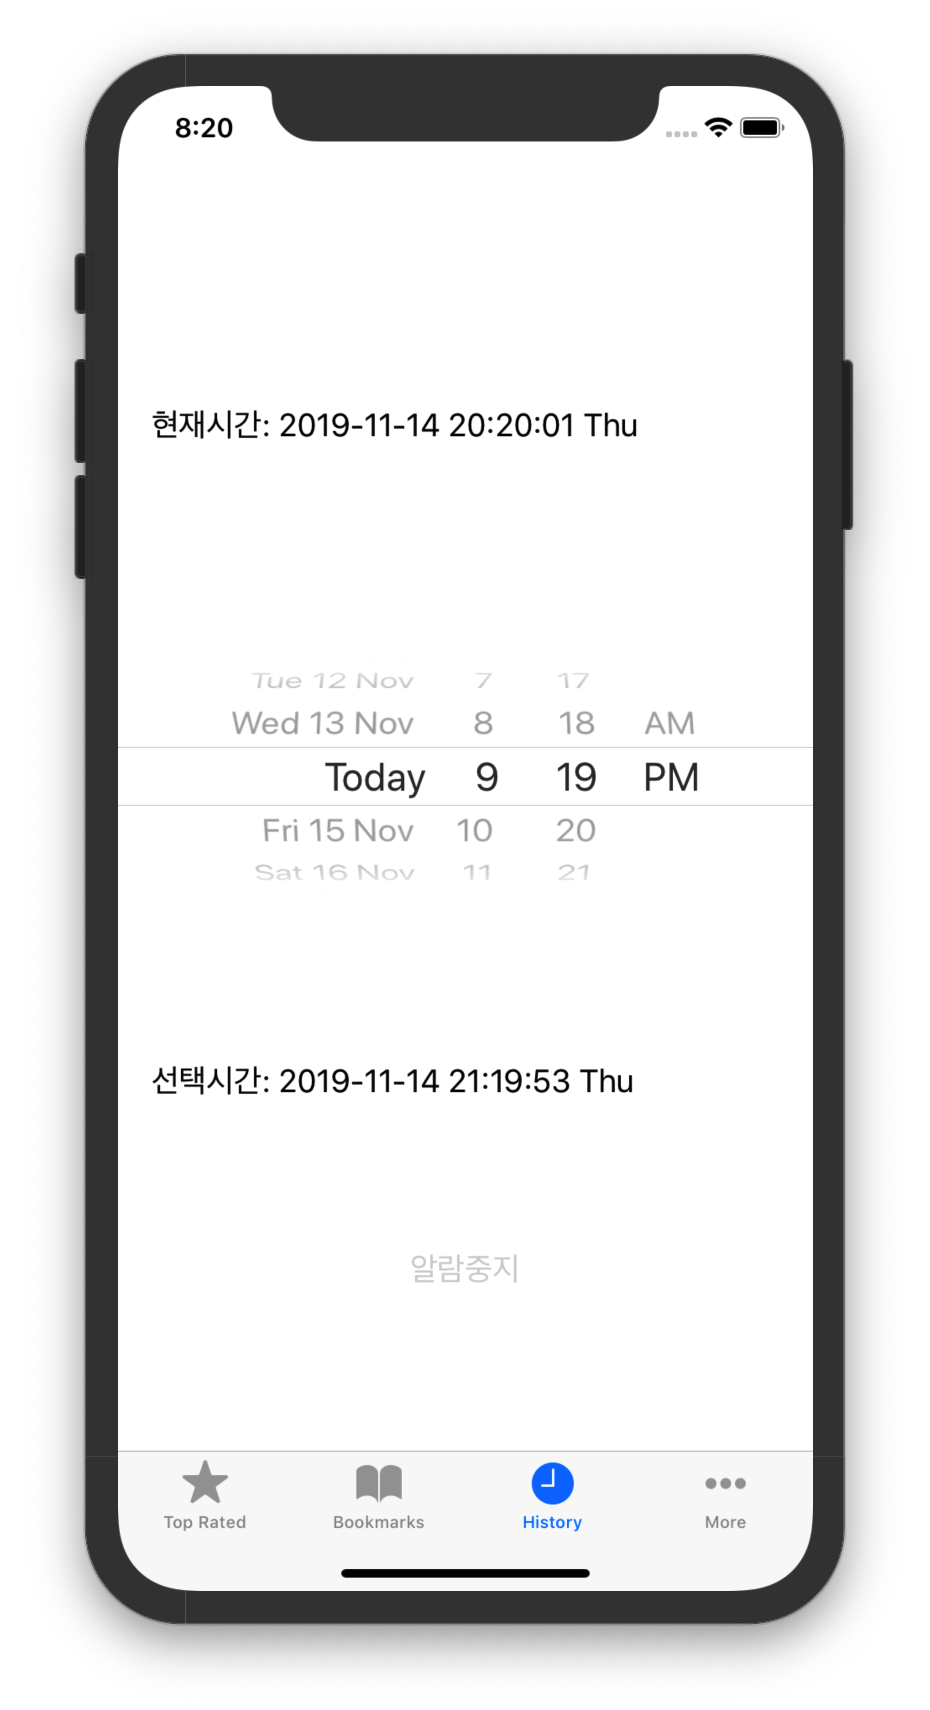 8:20
현재시간: 2019-11-14 20:20:01 Thu
Tue 12 Nov 7 17
Wed 13 Nov 8 18 AM
Today 9 19 PM
Fri 15 Nov 10 20
Sat 16 Nov 11 21
선택시간: 2019-11-14 21:19:53 Thu
알람중지
Top Rated Bookmarks History More